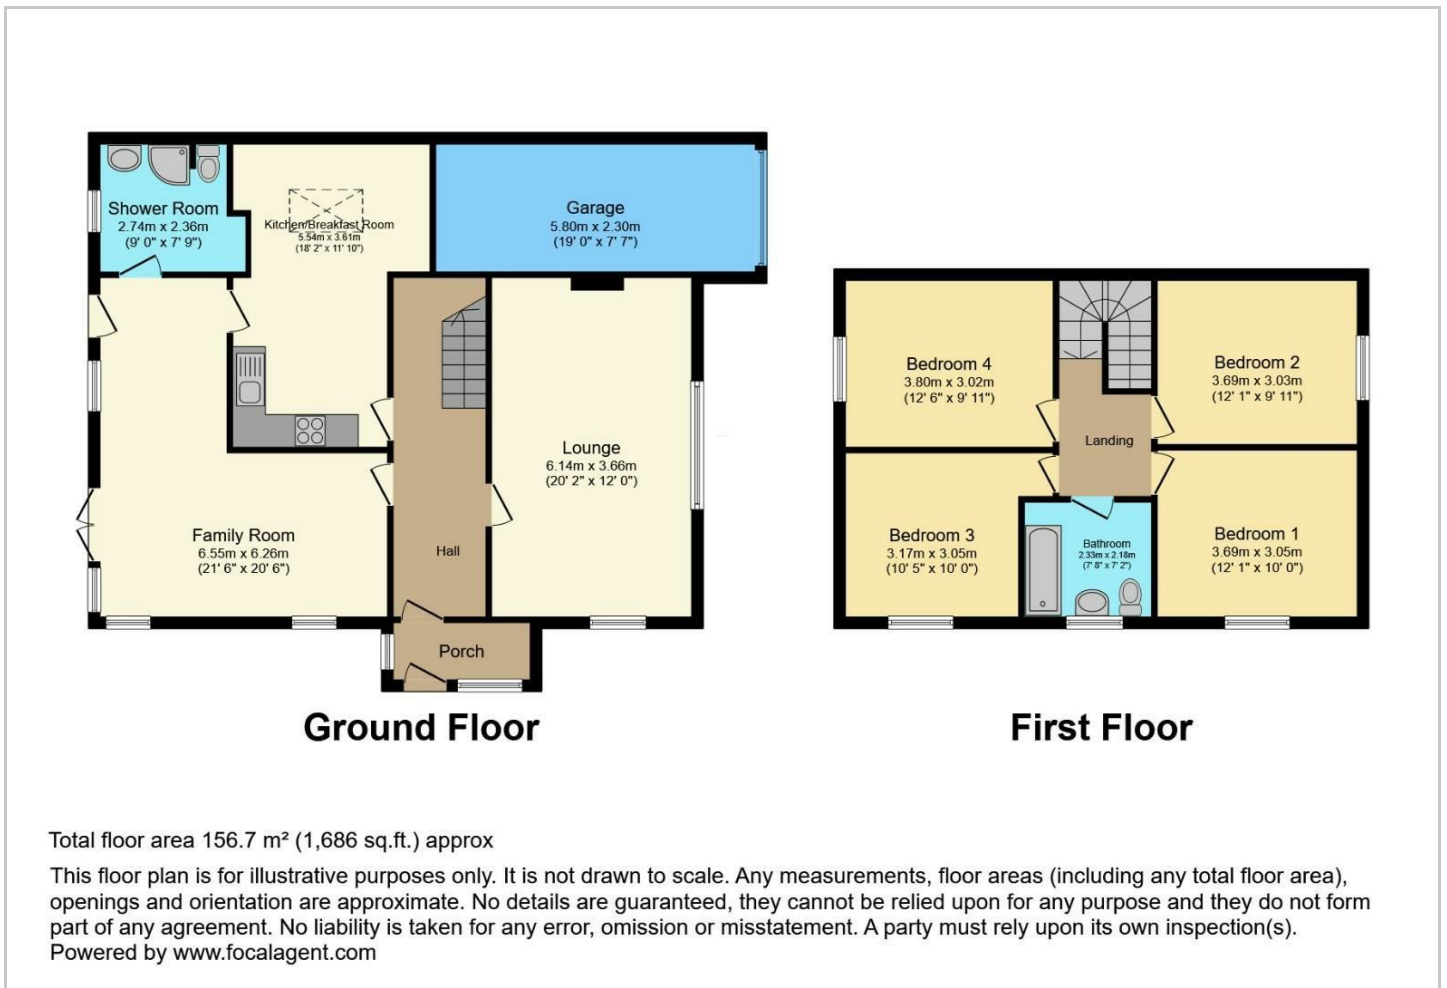 Shower Room
2.74m x 2.36m
(9' 0" x 7' 9")
Kitchen/Breakfast Room
5.54m x 3.61m
(18' 2" x 11' 10")
Garage
5.80m x 2.30m
(19' 0" x 7' 7")
Lounge
6.14m x 3.66m
(20' 2" x 12' 0")
Family Room
6.55m x 6.26m
(21' 6" x 20' 6")
Hall
Porch
Ground Floor
Bedroom 4
3.80m x 3.02m
(12' 6" x 9' 11")
Bedroom 2
3.69m x 3.03m
(12' 1" x 9' 11")
Landing
Bedroom 3
3.17m x 3.05m
(10' 5" x 10' 0")
Bathroom
2.33m x 2.18m
(7' 8" x 7' 2")
Bedroom 1
3.69m x 3.05m
(12' 1" x 10' 0")
First Floor
Total floor area 156.7 m² (1,686 sq.ft.) approx
This floor plan is for illustrative purposes only. It is not drawn to scale. Any measurements, floor areas (including any total floor area),
openings and orientation are approximate. No details are guaranteed, they cannot be relied upon for any purpose and they do not form
part of any agreement. No liability is taken for any error, omission or misstatement. A party must rely upon its own inspection(s).
Powered by www.focalagent.com